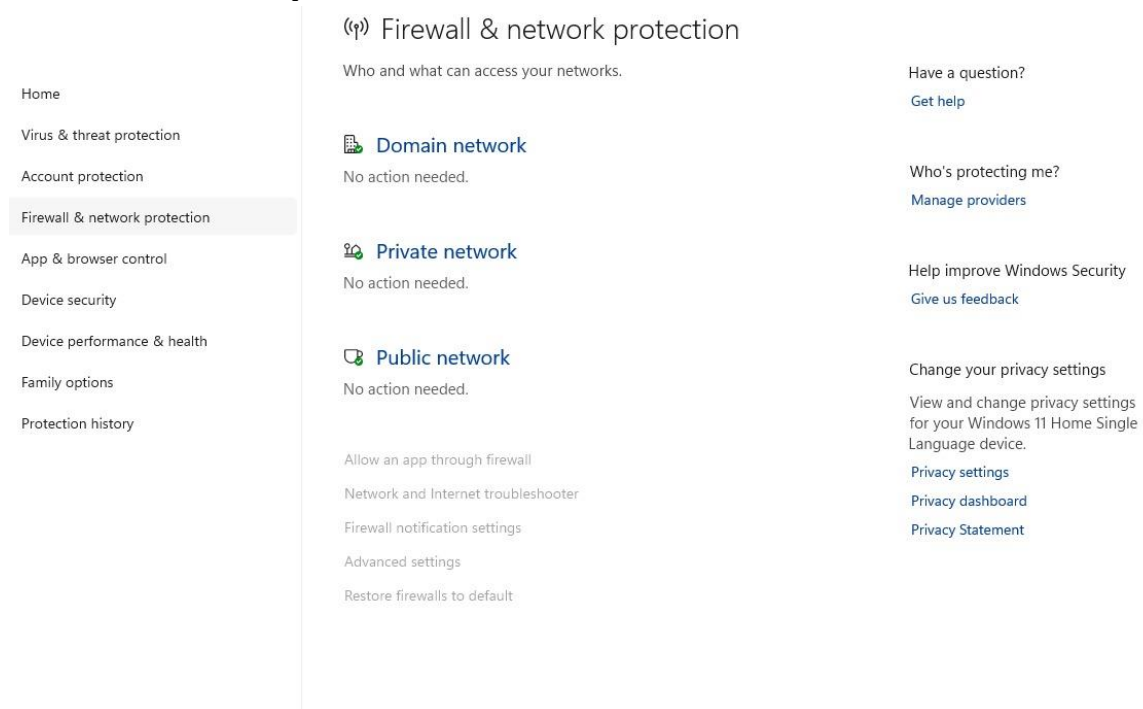 Firewall & network protection
Who and what can access your networks.
Home
Virus & threat protection
Account protection
Firewall & network protection
App & browser control
Device security
Device performance & health
Family options
Protection history
Domain network
No action needed.
Private network
No action needed.
Public network
No action needed.
Allow an app through firewall
Network and Internet troubleshooter
Firewall notification settings
Advanced settings
Restore firewalls to default
Have a question?
Get help
Who's protecting me?
Manage providers
Help improve Windows Security
Give us feedback
Change your privacy settings
View and change privacy settings
for your Windows 11 Home Single
Language device.
Privacy settings
Privacy dashboard
Privacy Statement